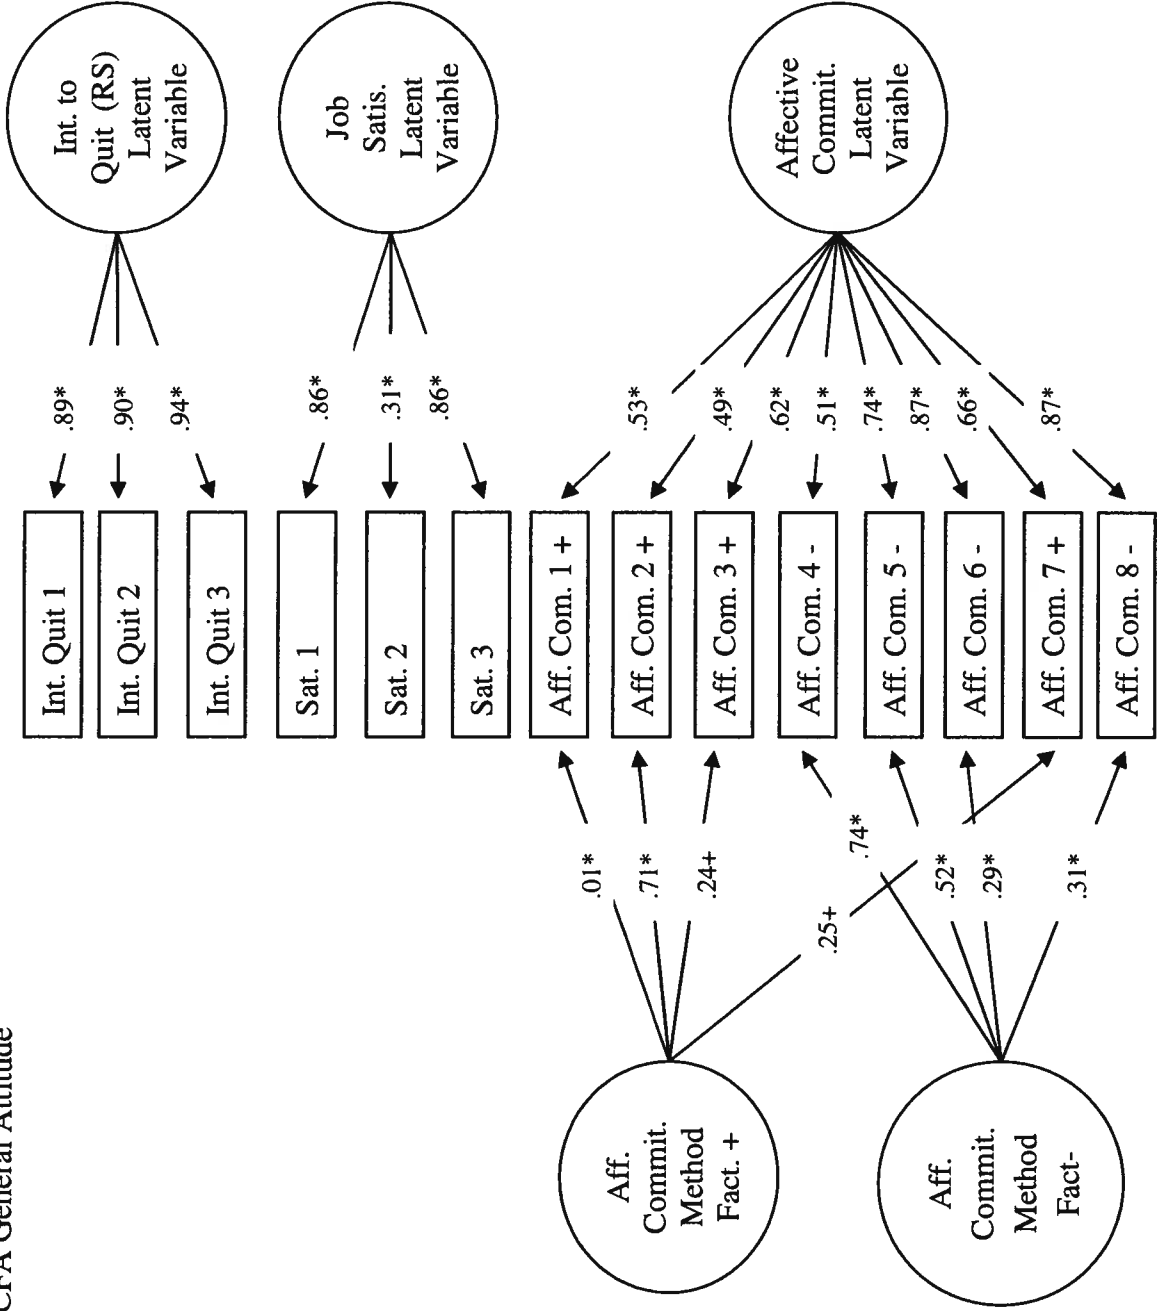 CFA General Attitude
Int. to
Quit (RS)
Latent
Variable
Job
Satis.
Latent
Variable
Affective
Commit.
Latent
Variable
.89*
.90*
.94*
.86*
.31*
.86*
.53*
.49*
.62*
.51*
.74*
.87*
.66*
.87*
Int. Quit 1
Int. Quit 2
Int. Quit 3
Sat. 1
Sat. 2
Sat. 3
Aff. Com. 1 +
Aff. Com. 2 +
Aff. Com. 3 +
Aff. Com. 4 -
Aff. Com. 5 -
Aff. Com. 6 -
Aff. Com. 7 +
Aff. Com. 8 -
.01*
.71*
.24+
.25+
.74*
.52*
.29*
.31*
Aff.
Commit.
Method
Fact. +
Aff.
Commit.
Method
Fact-